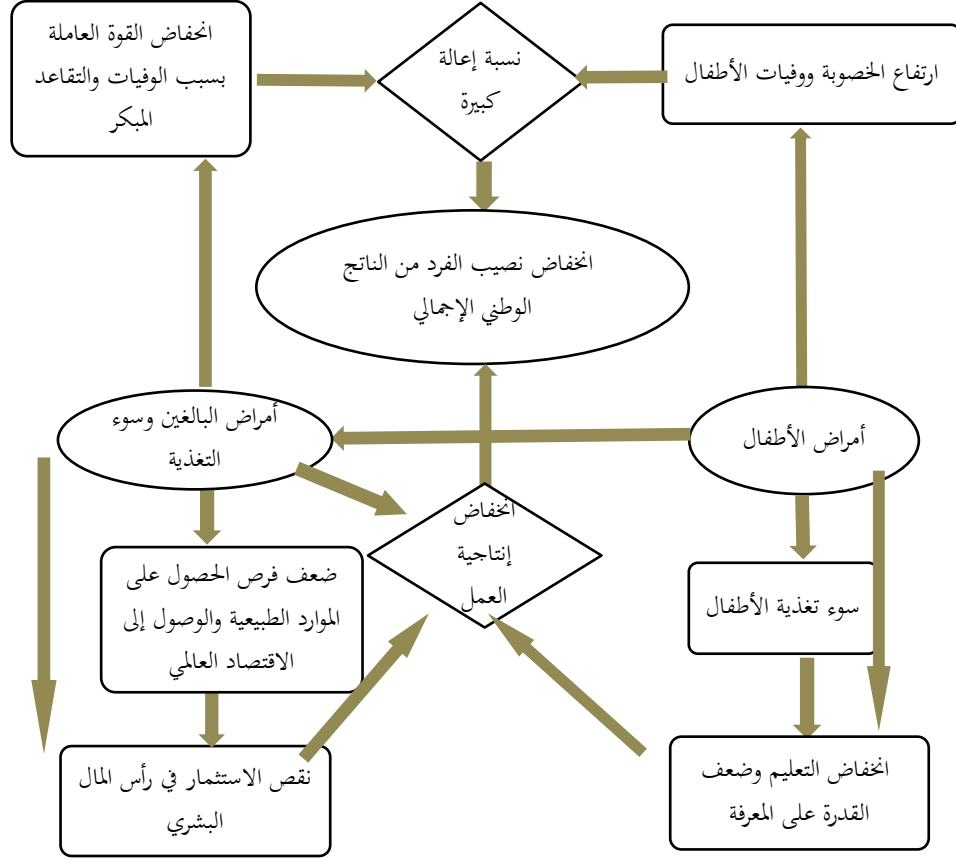 ارتفاع الخصوبة ووفيات الأطفال
نسبة إعالة
كبيرة
انخفاض القوة العاملة
بسبب الوفيات والتقاعد
المبكر
انخفاض نصيب الفرد من الناتج
الوطني الإجمالي
أمراض الأطفال
أمراض البالغين وسوء
التغذية
انخفاض
إنتاجية
العمل
سوء تغذية الأطفال
ضعف فرص الحصول على
الموارد الطبيعية والوصول إلى
الاقتصاد العالمي
انخفاض التعليم وضعف
القدرة على المعرفة
نقص الاستثمار في رأس المال
البشري